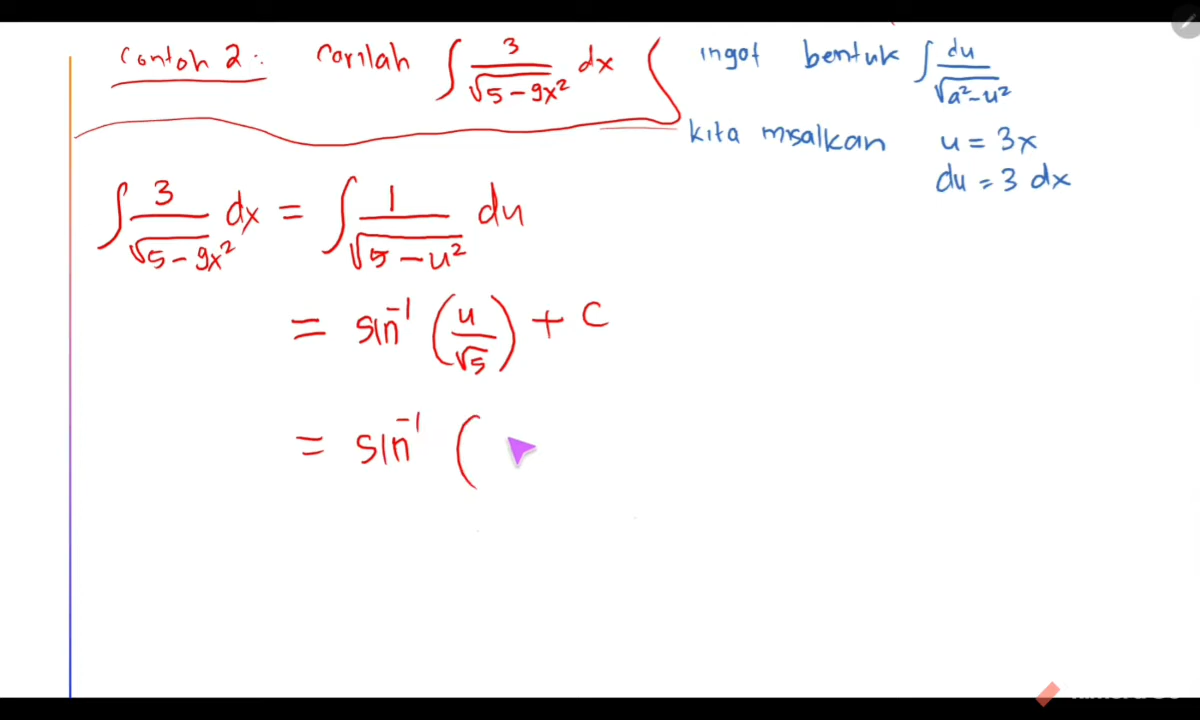 Contoh 2: Carilah ∫ 3/√(5-9x²) dx
ingat bentuk ∫ du/√(a²-u²)
kita misalkan u = 3x
du = 3 dx
∫ 3/√(5-9x²) dx = ∫ 1/√(5-u²) du
= sin⁻¹ (u/√5) + C
= sin⁻¹ (